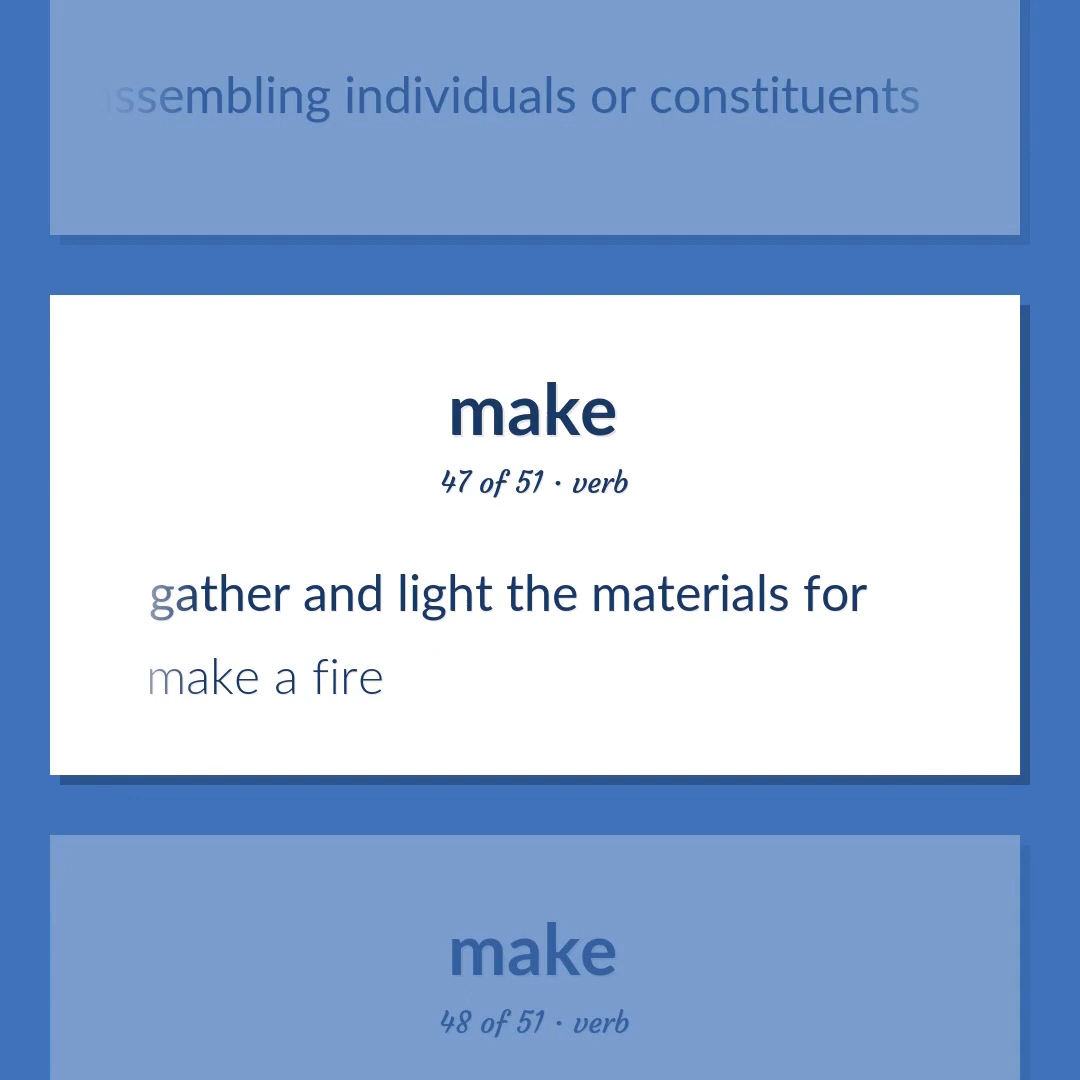 ssembling individuals or constituents
make
47 of 51 · verb
gather and light the materials for
make a fire
make
48 of 51 · verb